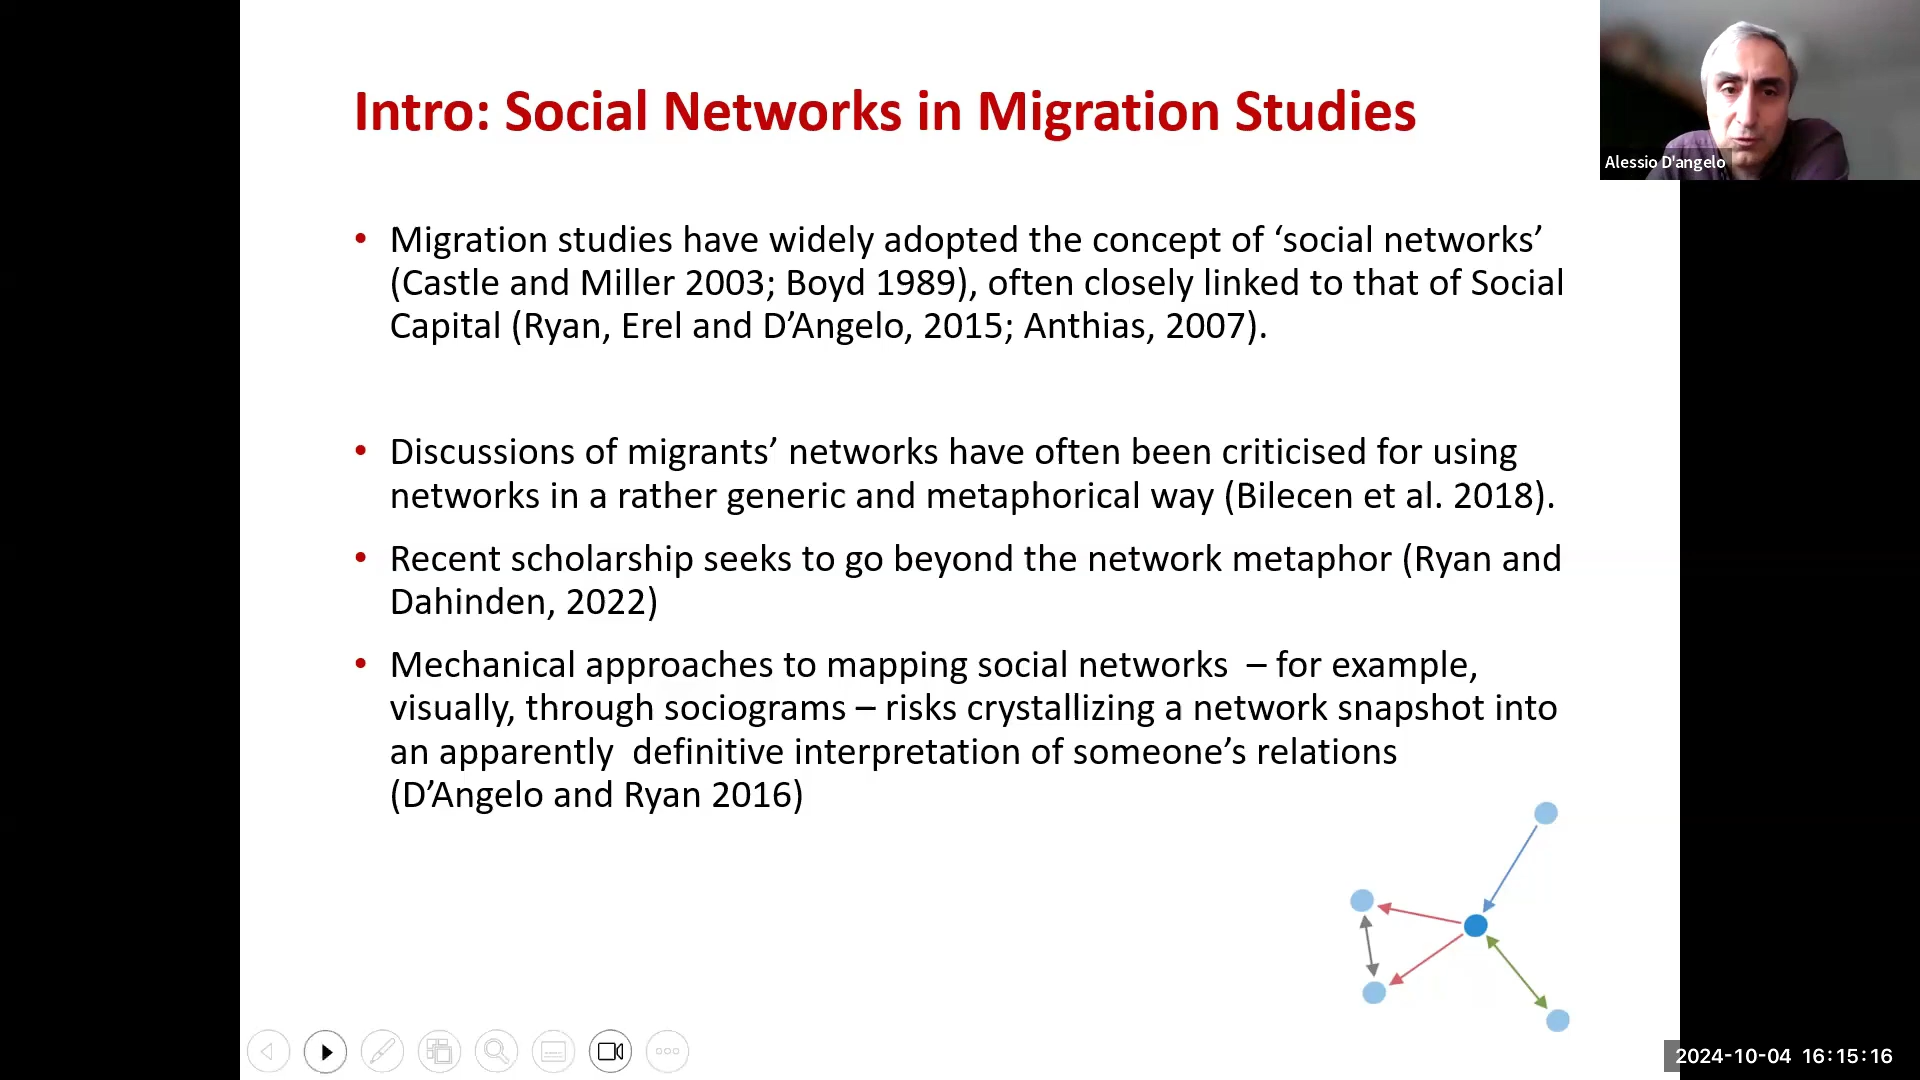 Intro: Social Networks in Migration Studies
Alessio D'angelo
• Migration studies have widely adopted the concept of ‘social networks’
(Castle and Miller 2003; Boyd 1989), often closely linked to that of Social
Capital (Ryan, Erel and D’Angelo, 2015; Anthias, 2007).
• Discussions of migrants’ networks have often been criticised for using
networks in a rather generic and metaphorical way (Bilecen et al. 2018).
• Recent scholarship seeks to go beyond the network metaphor (Ryan and
Dahinden, 2022)
• Mechanical approaches to mapping social networks  – for example,
visually, through sociograms – risks crystallizing a network snapshot into
an apparently  definitive interpretation of someone’s relations
(D’Angelo and Ryan 2016)
2024-10-04 16:15:16